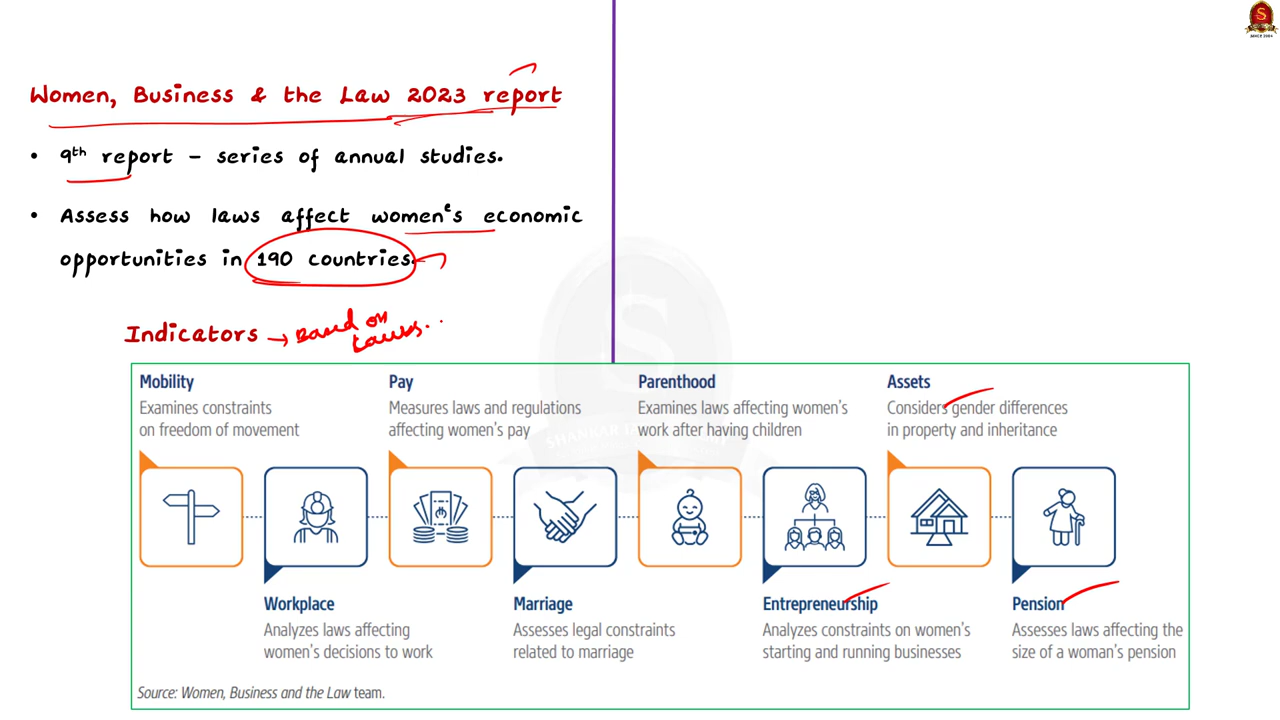 Women, Business & the Law 2023 report
• 9th report – series of annual studies.
• Assess how laws affect women's economic
opportunities in 190 countries.
Indicators → Based on
Laws..
Mobility
Examines constraints
on freedom of movement
Pay
Measures laws and regulations
affecting women's pay
Parenthood
Examines laws affecting women's
work after having children
Assets
Considers gender differences
in property and inheritance
Workplace
Analyzes laws affecting
women's decisions to work
Marriage
Assesses legal constraints
related to marriage
Entrepreneurship
Analyzes constraints on women's
starting and running businesses
Pension
Assesses laws affecting the
size of a woman's pension
Source: Women, Business and the Law team.
S
SINCE 2004